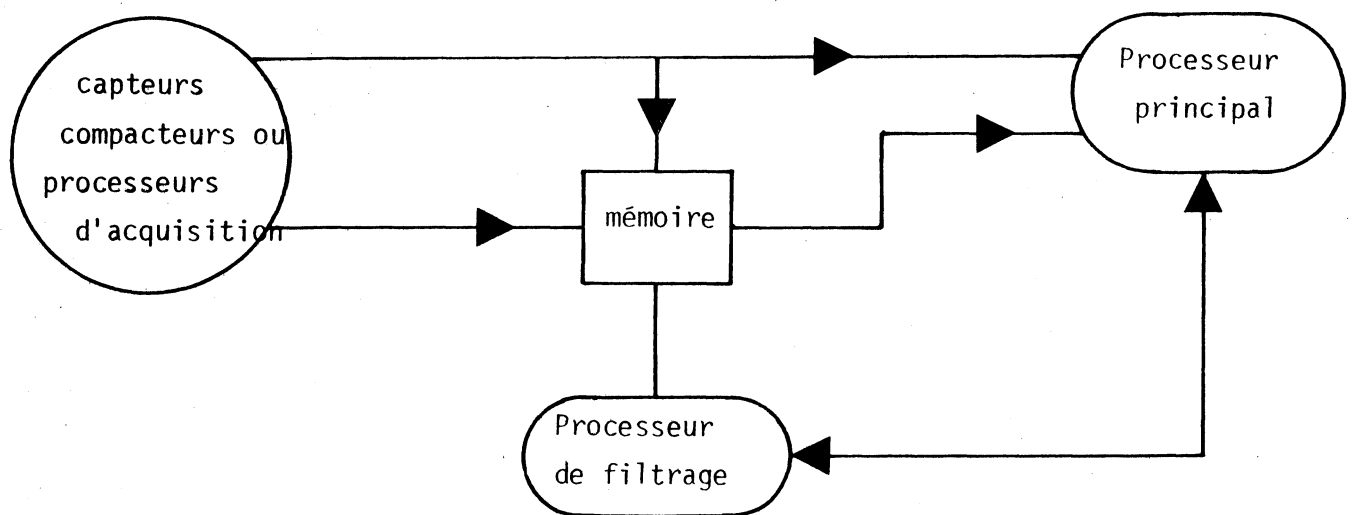 capteurs
compacteurs ou
processeurs
d'acquisition
Processeur
principal
mémoire
Processeur
de filtrage